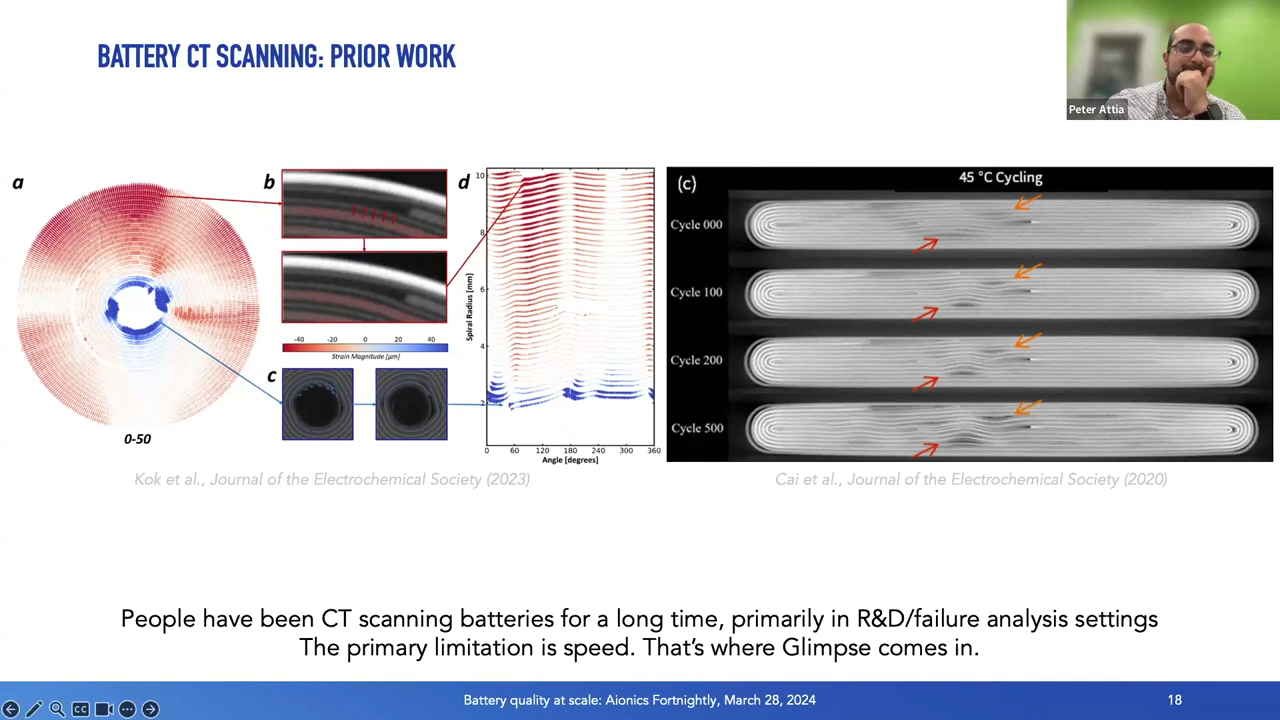 BATTERY CT SCANNING: PRIOR WORK
Peter Attia
a
b
d
c
0-50
-40 -20 0 20 40
Strain Magnitude [µm]
Spiral Radius [mm]
10
8
6
4
2
0 60 120 180 240 300 360
Angle [degrees]
(c)
45 °C Cycling
Cycle 000
Cycle 100
Cycle 200
Cycle 500
Kok et al., Journal of the Electrochemical Society (2023)
Cai et al., Journal of the Electrochemical Society (2020)
People have been CT scanning batteries for a long time, primarily in R&D/failure analysis settings
The primary limitation is speed. That's where Glimpse comes in.
Battery quality at scale: Aionics Fortnightly, March 28, 2024
18
CC